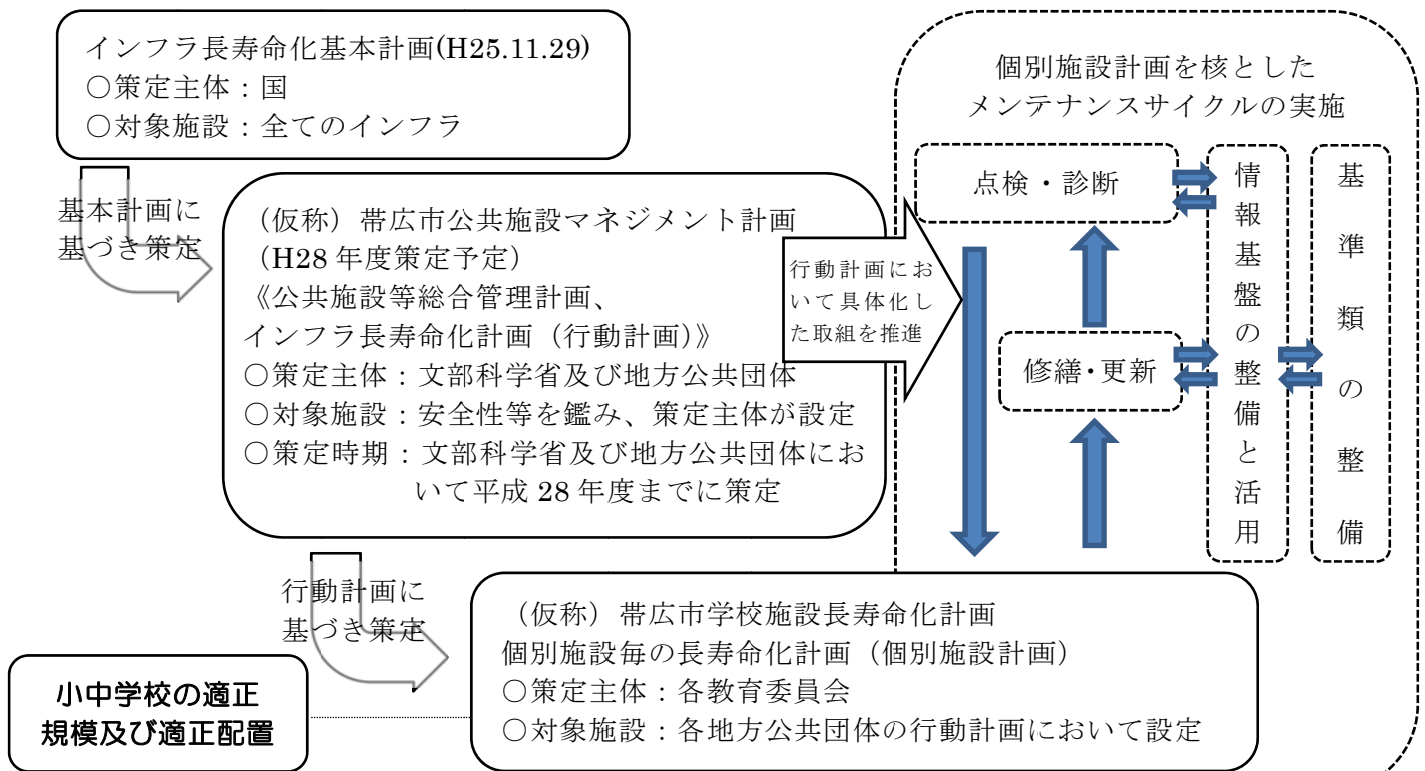 インフラ長寿命化基本計画(H25.11.29)
○策定主体：国
○対象施設：全てのインフラ
基本計画に
基づき策定
（仮称）帯広市公共施設マネジメント計画
（H28 年度策定予定）
《公共施設等総合管理計画、
インフラ長寿命化計画（行動計画）》
○策定主体：文部科学省及び地方公共団体
○対象施設：安全性等を鑑み、策定主体が設定
○策定時期：文部科学省及び地方公共団体にお
いて平成 28 年度までに策定
行動計画にお
いて具体化し
た取組を推進
個別施設計画を核とした
メンテナンスサイクルの実施
点検・診断
修繕・更新
情報基盤の整備と活用
基準類の整備
行動計画に
基づき策定
（仮称）帯広市学校施設長寿命化計画
個別施設毎の長寿命化計画（個別施設計画）
○策定主体：各教育委員会
○対象施設：各地方公共団体の行動計画において設定
小中学校の適正
規模及び適正配置